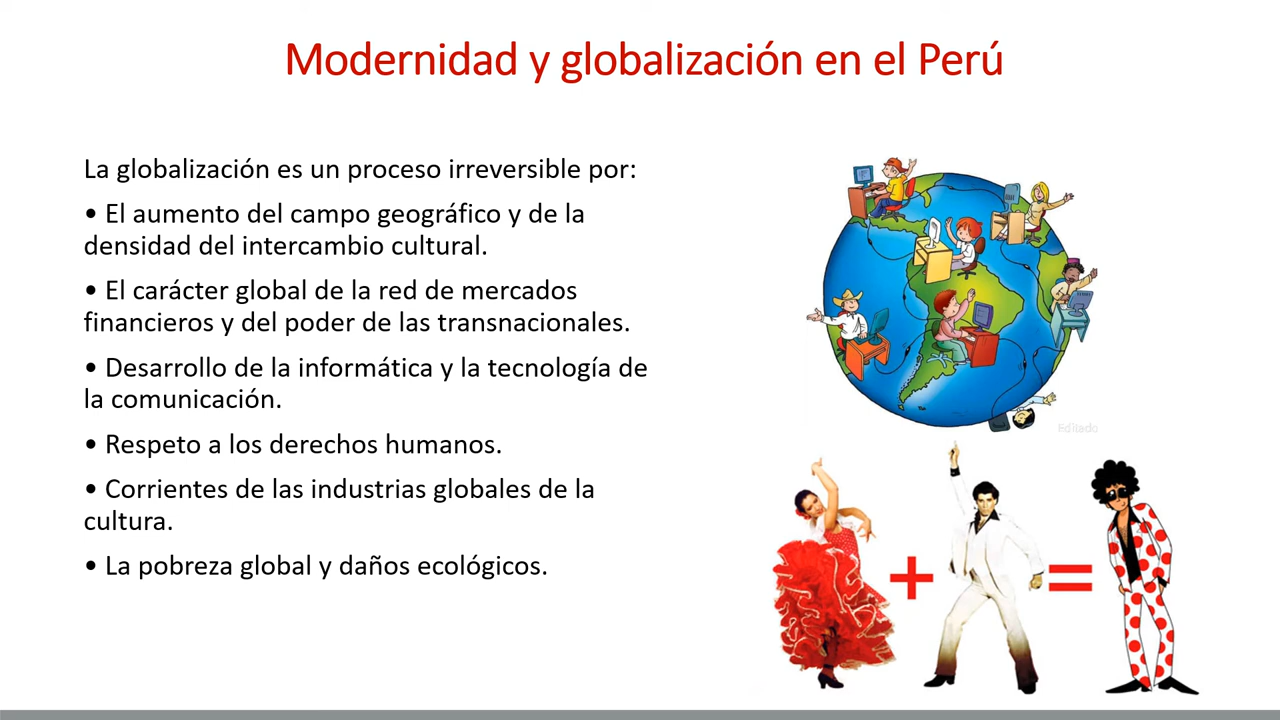 Modernidad y globalización en el Perú
La globalización es un proceso irreversible por:
• El aumento del campo geográfico y de la
densidad del intercambio cultural.
• El carácter global de la red de mercados
financieros y del poder de las transnacionales.
• Desarrollo de la informática y la tecnología de
la comunicación.
• Respeto a los derechos humanos.
• Corrientes de las industrias globales de la
cultura.
• La pobreza global y daños ecológicos.
Editado
+
=